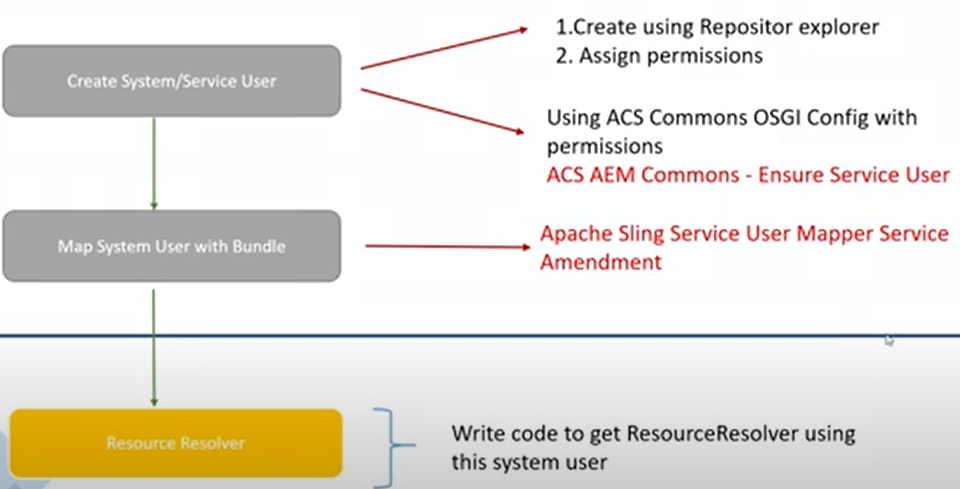 Create System/Service User
1.Create using Repositor explorer
2. Assign permissions
Using ACS Commons OSGI Config with
permissions
ACS AEM Commons - Ensure Service User
Map System User with Bundle
Apache Sling Service User Mapper Service
Amendment
Resource Resolver
Write code to get ResourceResolver using
this system user